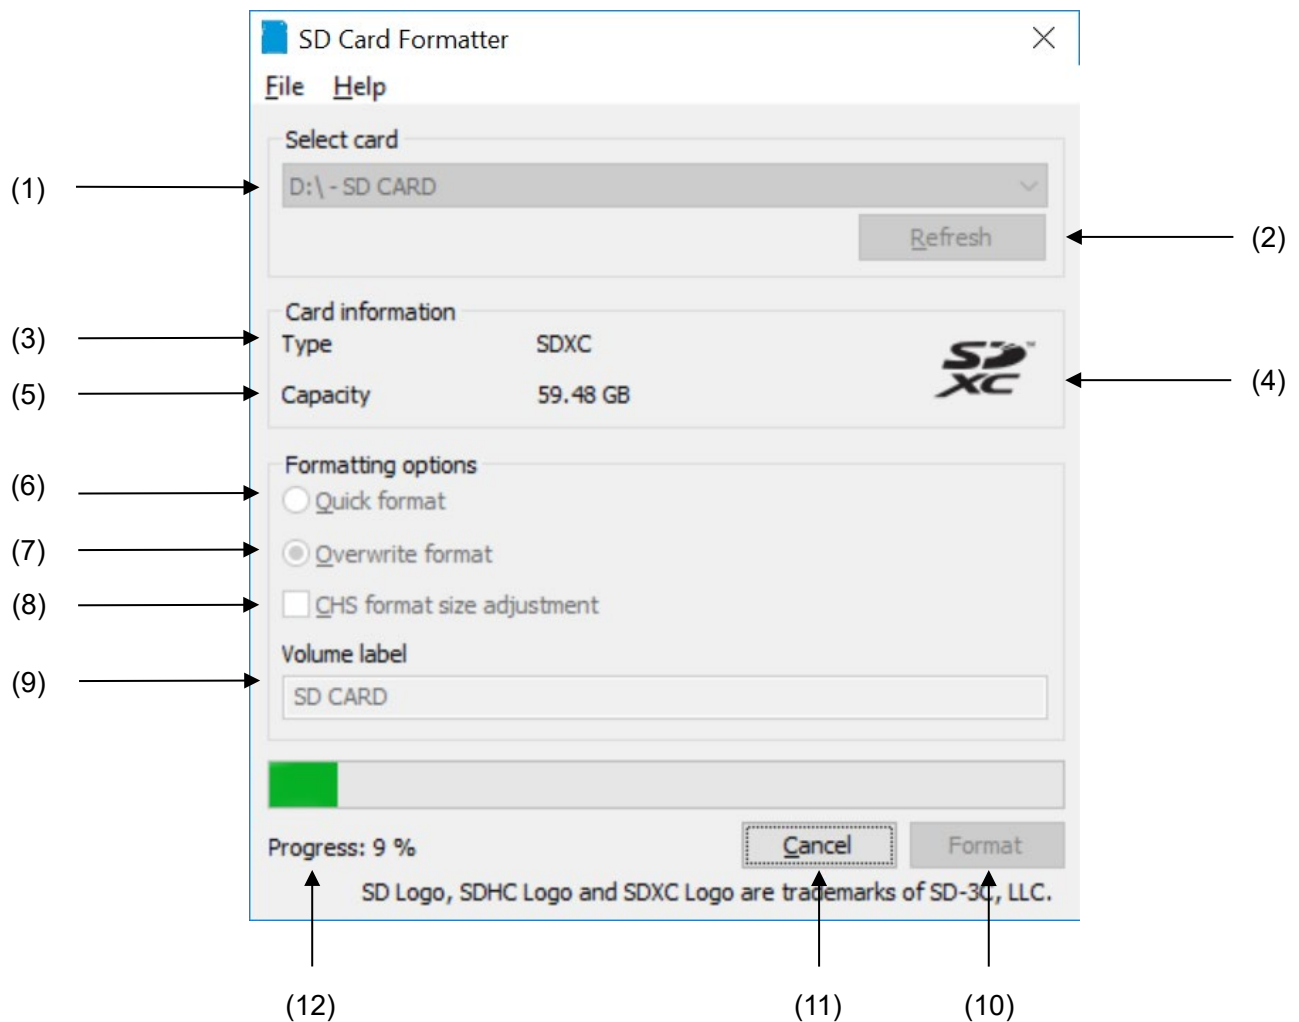 SD Card Formatter
File Help
Select card
(1) D:\ - SD CARD
Refresh (2)
Card information
(3) Type SDXC
SD XC ™
(4)
(5) Capacity 59.48 GB
Formatting options
(6) Quick format
(7) Overwrite format
(8) CHS format size adjustment
Volume label
(9) SD CARD
Progress: 9 % Cancel Format
SD Logo, SDHC Logo and SDXC Logo are trademarks of SD-3C, LLC.
(12) (11) (10)